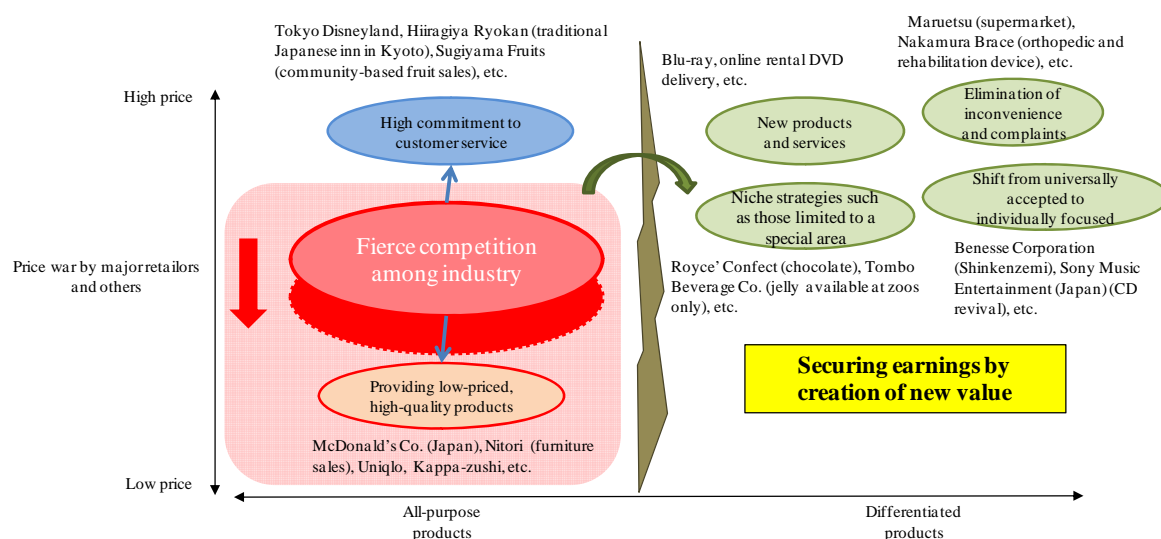 Tokyo Disneyland, Hiiragiya Ryokan (traditional
Japanese inn in Kyoto), Sugiyama Fruits
(community-based fruit sales), etc.
Maruetsu (supermarket),
Nakamura Brace (orthopedic and
rehabilitation device), etc.
Blu-ray, online rental DVD
delivery, etc.
High price
High commitment to
customer service
New products
and services
Elimination of
inconvenience
and complaints
Niche strategies such
as those limited to a
special area
Shift from universally
accepted to
individually focused
Fierce competition
among industry
Price war by major retailors
and others
Royce' Confect (chocolate), Tombo
Beverage Co. (jelly available at zoos
only), etc.
Benesse Corporation
(Shinkenzemi), Sony Music
Entertainment (Japan) (CD
revival), etc.
Providing low-priced,
high-quality products
Securing earnings by
creation of new value
McDonald's Co. (Japan), Nitori (furniture
sales), Uniqlo, Kappa-zushi, etc.
Low price
All-purpose
products
Differentiated
products